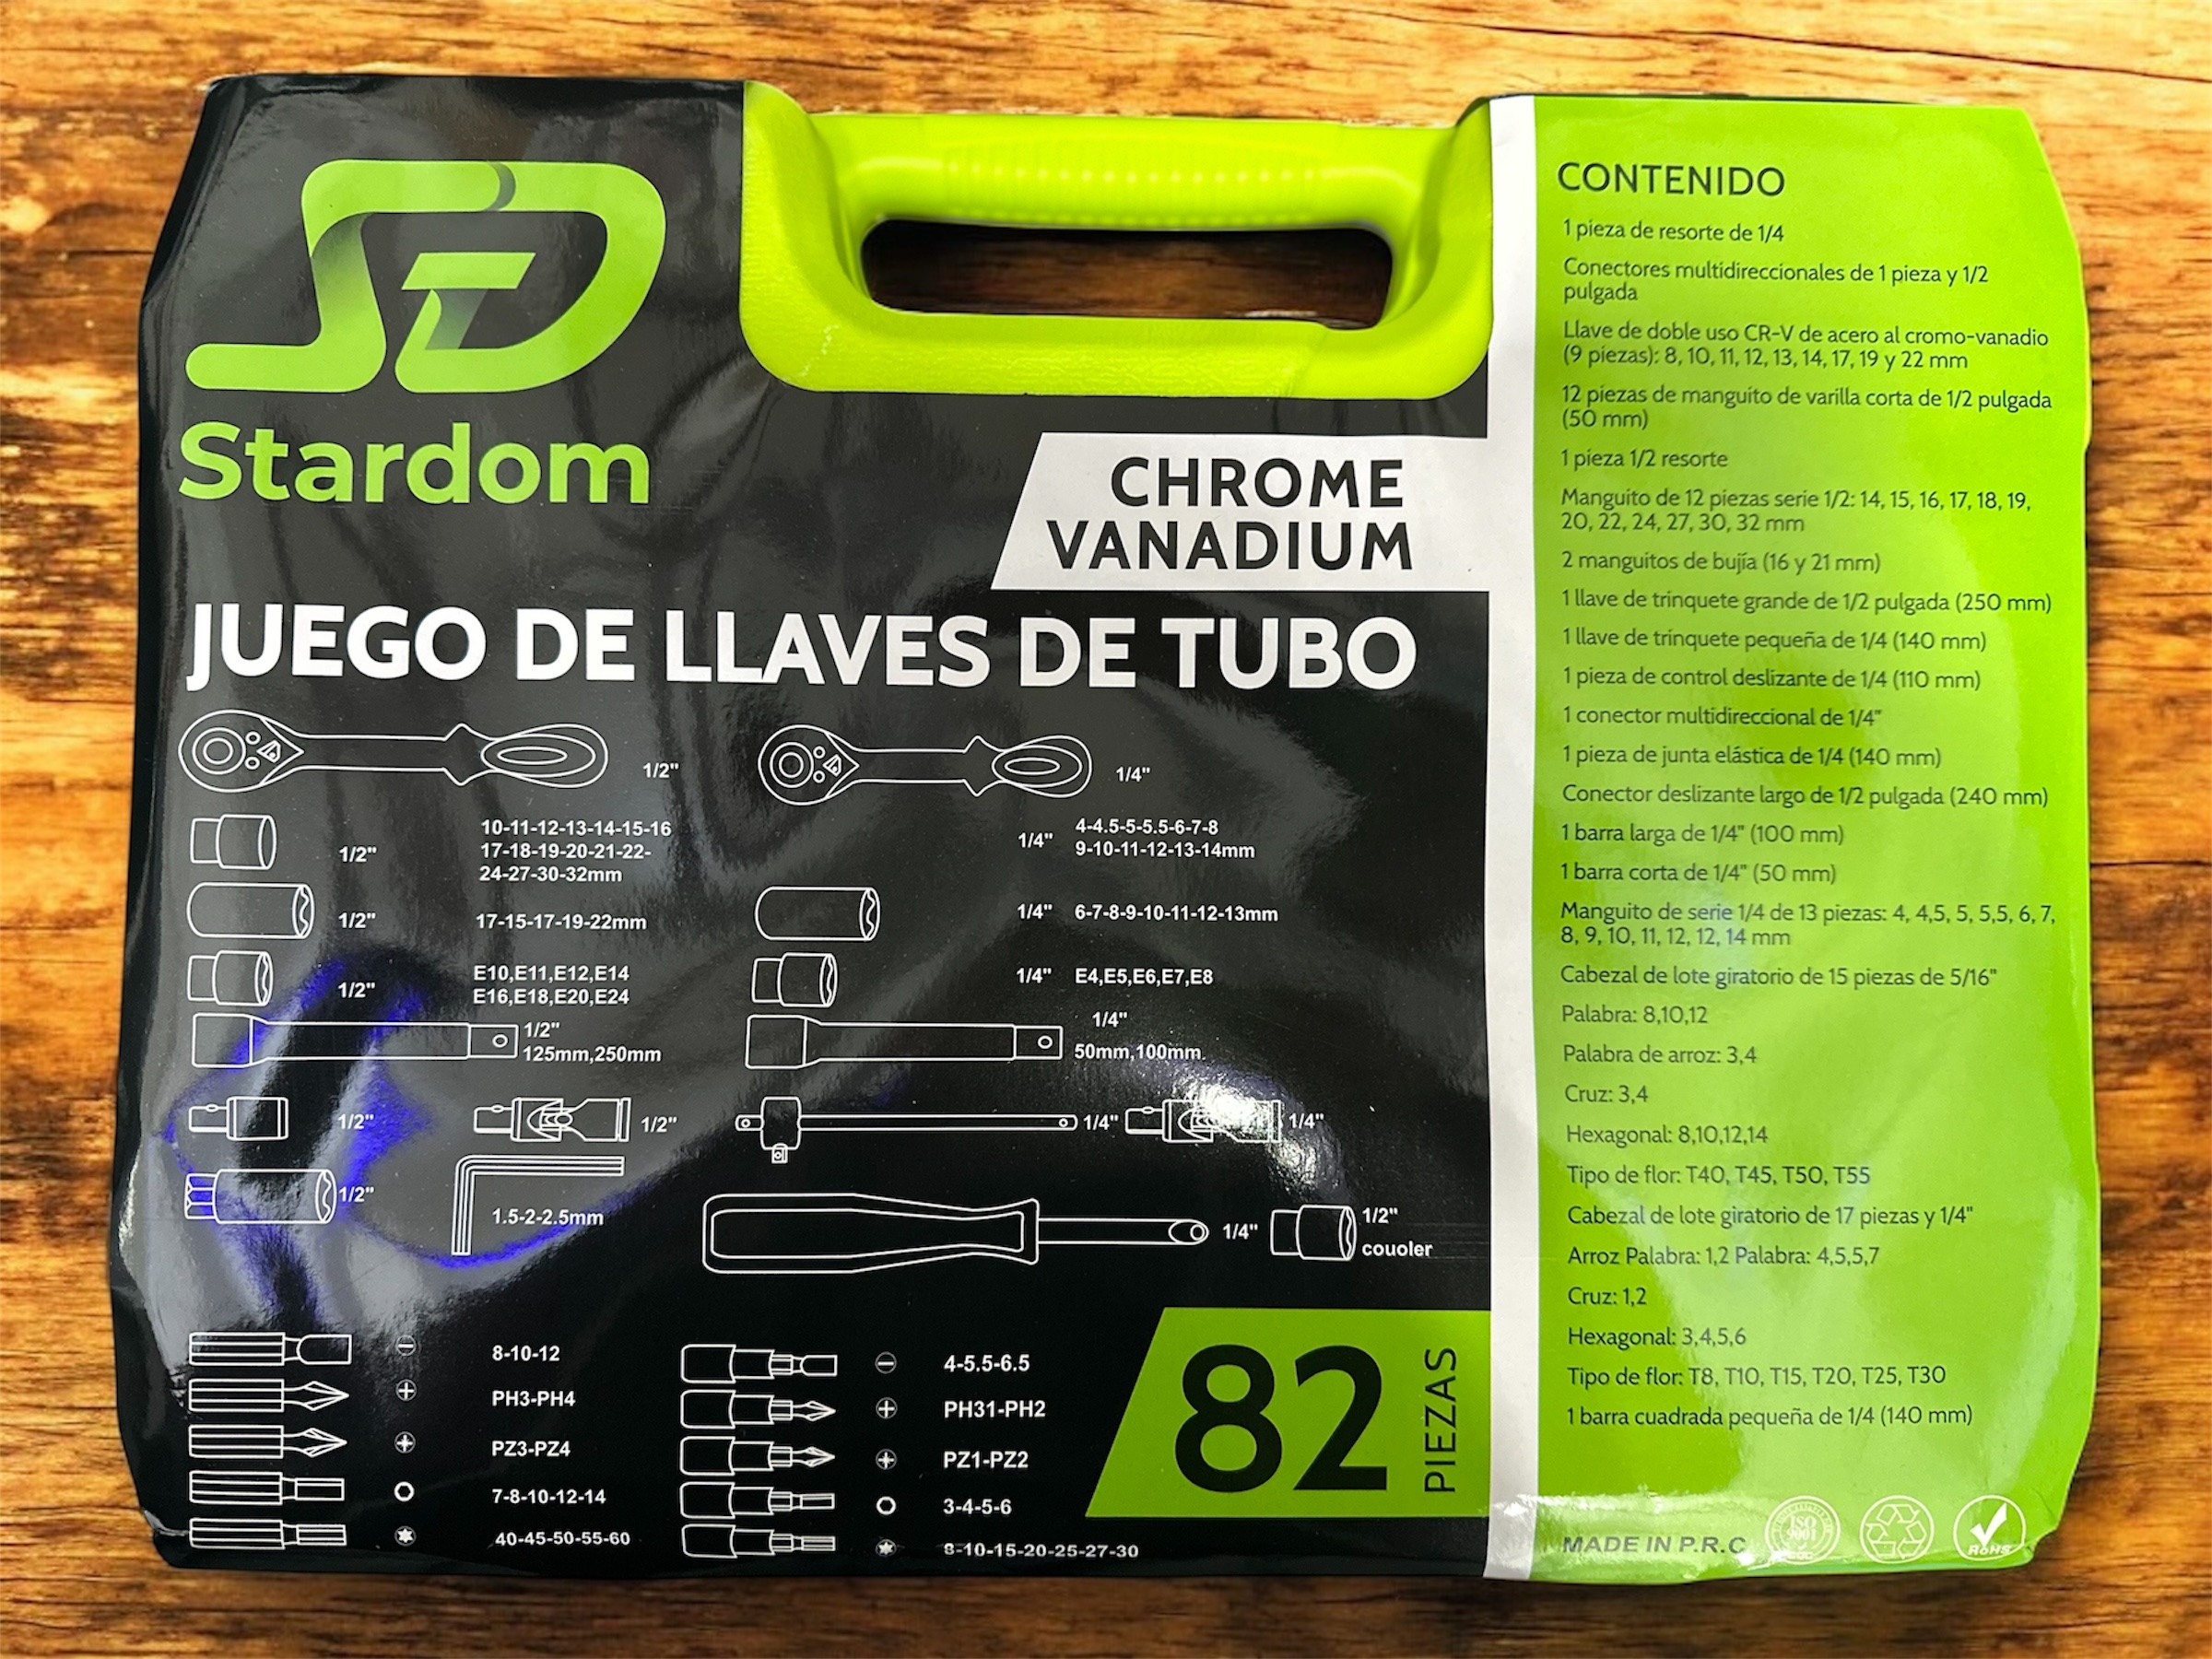 SD
Stardom
CHROME
VANADIUM
JUEGO DE LLAVES DE TUBO
1/2"
1/4"
1/2"
10-11-12-13-14-15-16
17-18-19-20-21-22-
24-27-30-32mm
1/4"
4-4.5-5-5.5-6-7-8
9-10-11-12-13-14mm
1/2"
17-15-17-19-22mm
1/4"
6-7-8-9-10-11-12-13mm
1/2"
E10,E11,E12,E14
E16,E18,E20,E24
1/4"
E4,E5,E6,E7,E8
1/2"
125mm,250mm
1/4"
50mm,100mm
1/2"
1/2"
1/4"
1/4"
1/2"
1.5-2-2.5mm
1/4"
1/2"
couoler
8-10-12
PH3-PH4
PZ3-PZ4
7-8-10-12-14
40-45-50-55-60
4-5.5-6.5
PH31-PH2
PZ1-PZ2
3-4-5-6
8-10-15-20-25-27-30
82
PIEZAS
CONTENIDO
1 pieza de resorte de 1/4
Conectores multidireccionales de 1 pieza y 1/2
pulgada
Llave de doble uso CR-V de acero al cromo-vanadio
(9 piezas): 8, 10, 11, 12, 13, 14, 17, 19 y 22 mm
12 piezas de manguito de varilla corta de 1/2 pulgada
(50 mm)
1 pieza 1/2 resorte
Manguito de 12 piezas serie 1/2: 14, 15, 16, 17, 18, 19,
20, 22, 24, 27, 30, 32 mm
2 manguitos de bujía (16 y 21 mm)
1 llave de trinquete grande de 1/2 pulgada (250 mm)
1 llave de trinquete pequeña de 1/4 (140 mm)
1 pieza de control deslizante de 1/4 (110 mm)
1 conector multidireccional de 1/4"
1 pieza de junta elástica de 1/4 (140 mm)
Conector deslizante largo de 1/2 pulgada (240 mm)
1 barra larga de 1/4" (100 mm)
1 barra corta de 1/4" (50 mm)
Manguito de serie 1/4 de 13 piezas: 4, 4,5, 5, 5,5, 6, 7,
8, 9, 10, 11, 12, 12, 14 mm
Cabezal de lote giratorio de 15 piezas de 5/16"
Palabra: 8,10,12
Palabra de arroz: 3,4
Cruz: 3,4
Hexagonal: 8,10,12,14
Tipo de flor: T40, T45, T50, T55
Cabezal de lote giratorio de 17 piezas y 1/4"
Arroz Palabra: 1,2 Palabra: 4,5,5,7
Cruz: 1,2
Hexagonal: 3,4,5,6
Tipo de flor: T8, T10, T15, T20, T25, T30
1 barra cuadrada pequeña de 1/4 (140 mm)
MADE IN P.R.C
ISO
9001
RoHS